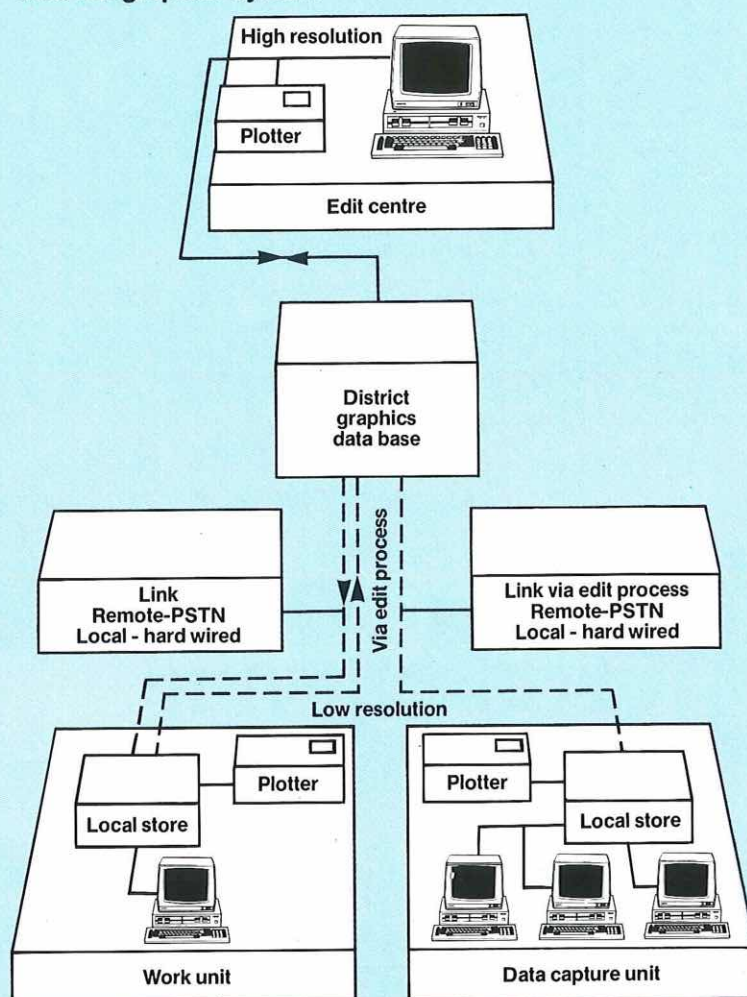 High resolution
Plotter
Edit centre
District
graphics
data base
Via edit process
Link
Remote-PSTN
Local - hard wired
Link via edit process
Remote-PSTN
Local - hard wired
Low resolution
Plotter
Local store
Work unit
Plotter
Local store
Data capture unit